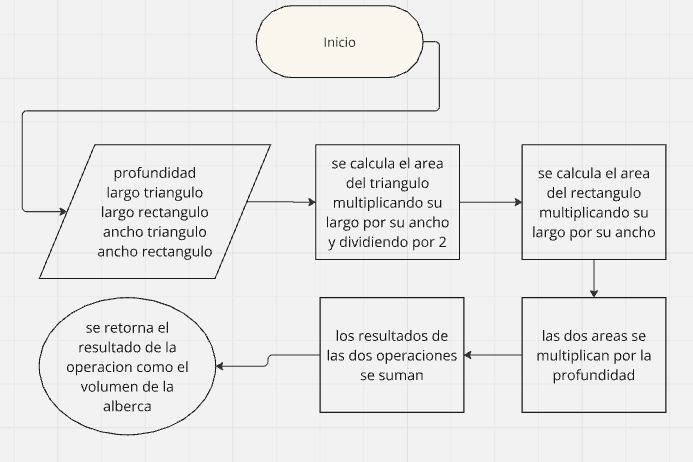 Inicio
profundidad
largo triangulo
largo rectangulo
ancho triangulo
ancho rectangulo
se calcula el area
del triangulo
multiplicando su
largo por su ancho
y dividiendo por 2
se calcula el area
del rectangulo
multiplicando su
largo por su ancho
las dos areas se
multiplican por la
profundidad
los resultados de
las dos operaciones
se suman
se retorna el
resultado de la
operacion como el
volumen de la
alberca